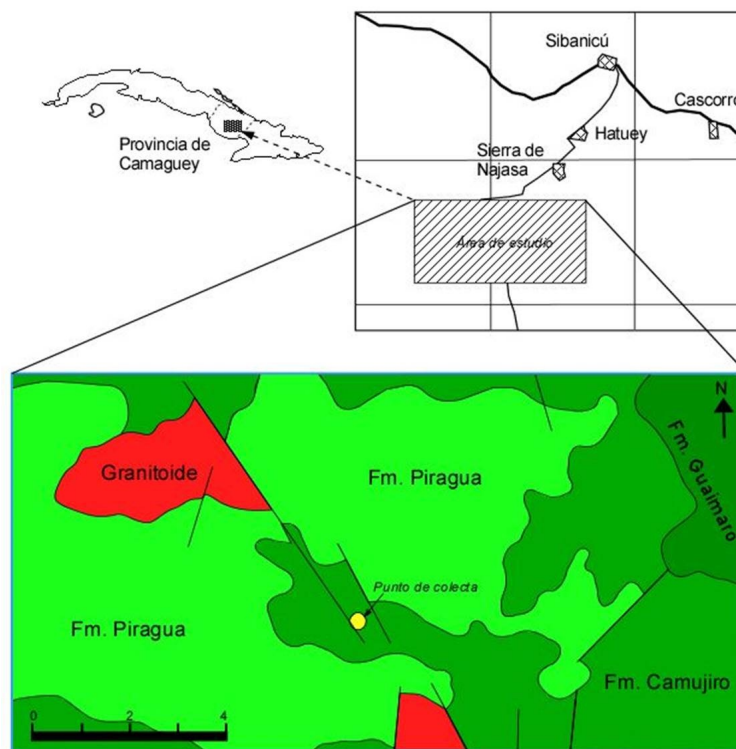 Sibanicú
Cascorro
Hatuey
Provincia de
Camaguey
Sierra de
Najasa
Área de estudio
N
Granitoide
Fm. Piragua
Fm. Guaimaro
Punto de colecta
Fm. Piragua
Fm. Camujiro
0 2 4